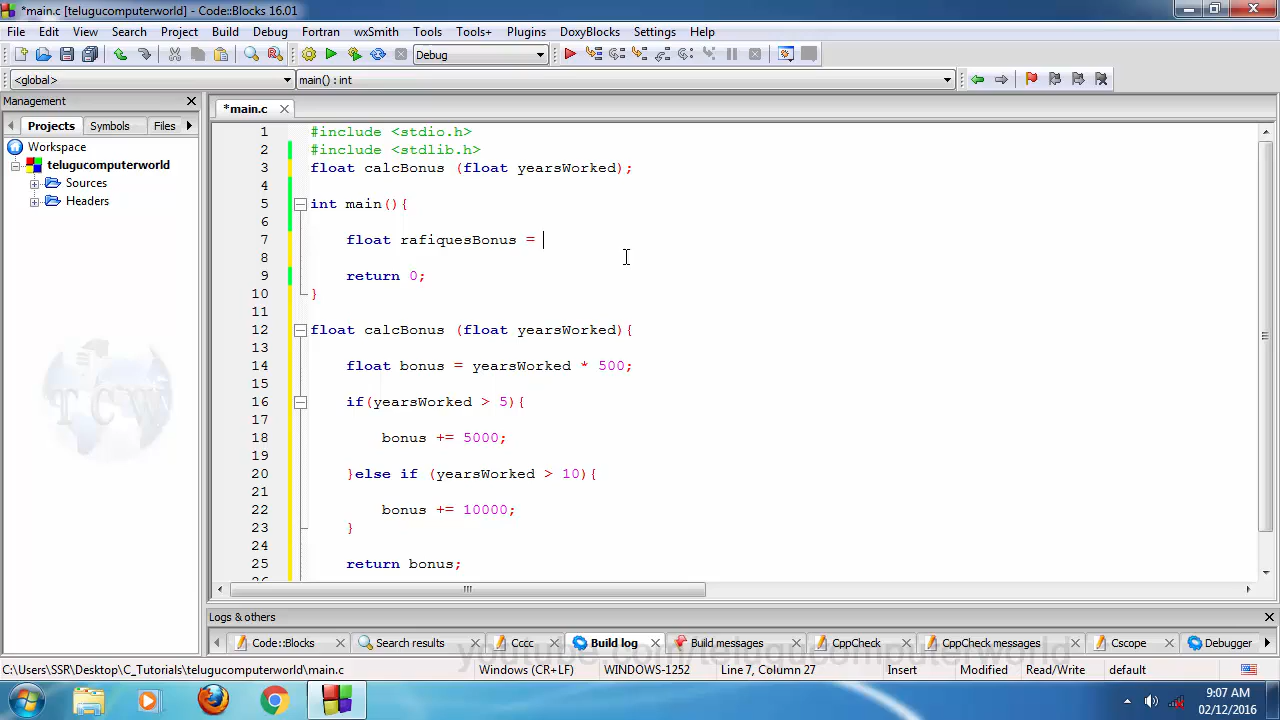 *main.c [telugucomputerworld] - Code::Blocks 16.01
File Edit View Search Project Build Debug Fortran wxSmith Tools Tools+ Plugins DoxyBlocks Settings Help
Debug
<global> main() : int
Management
*main.c
Projects Symbols Files
Workspace
telugucomputerworld
Sources
Headers
1 #include <stdio.h>
2 #include <stdlib.h>
3 float calcBonus (float yearsWorked);
4
5 int main(){
6
7 float rafiquesBonus =
8
9 return 0;
10 }
11
12 float calcBonus (float yearsWorked){
13
14 float bonus = yearsWorked * 500;
15
16 if(yearsWorked > 5){
17
18 bonus += 5000;
19
20 }else if (yearsWorked > 10){
21
22 bonus += 10000;
23 }
24
25 return bonus;
26
TCW
Logs & others
Code::Blocks Search results Cccc Build log Build messages CppCheck CppCheck messages Cscope Debugger
youtube.com/telugucomputerworld
C:\Users\SSR\Desktop\C_Tutorials\telugucomputerworld\main.c Windows (CR+LF) WINDOWS-1252 Line 7, Column 27 Insert Modified Read/Write default
9:07 AM
02/12/2016